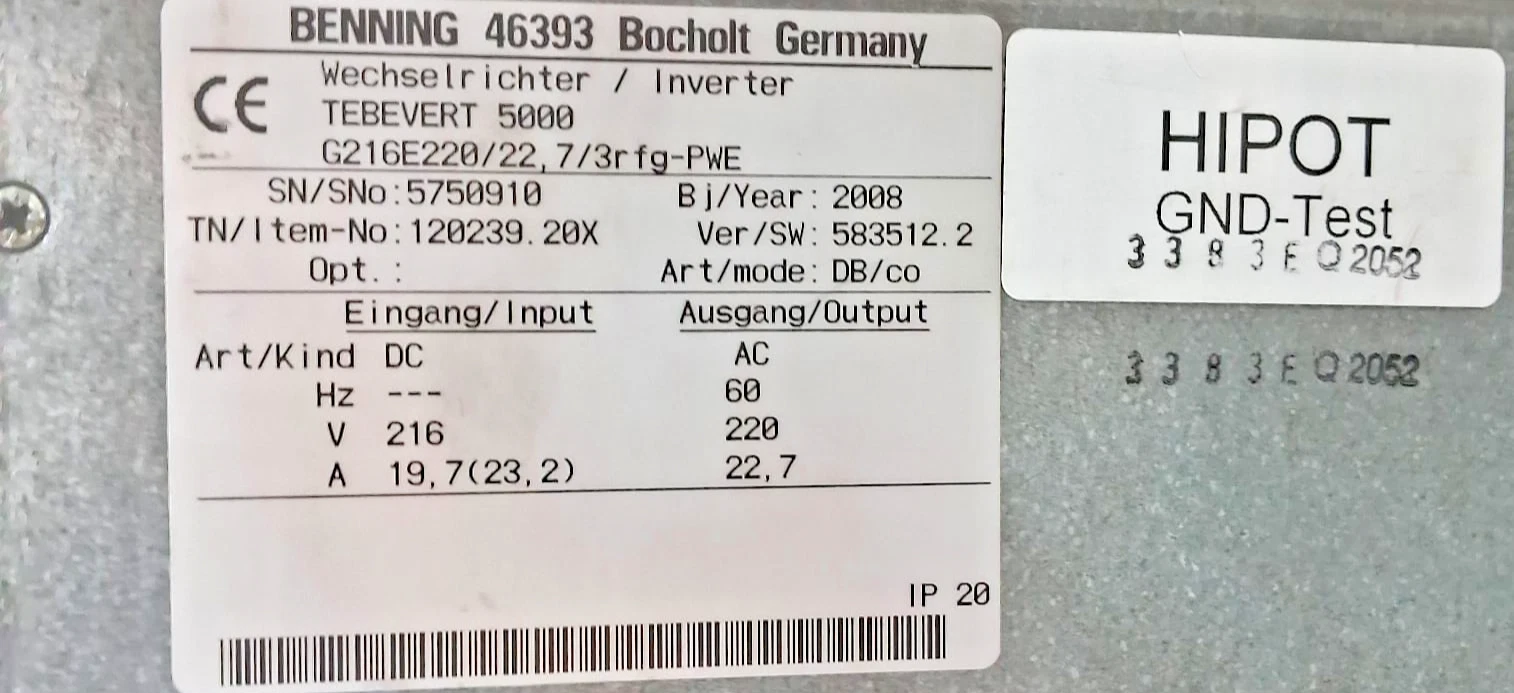 BENNING 46393 Bocholt Germany
CE
Wechselrichter / Inverter
TEBEVERT 5000
G216E220/22,7/3rfg-PWE
SN/SNo:5750910 Bj/Year: 2008
TN/Item-No:120239.20X Ver/SW: 583512.2
Opt.: Art/mode: DB/co
Eingang/Input Ausgang/Output
Art/Kind DC AC
Hz --- 60
V 216 220
A 19,7(23,2) 22,7
IP 20
HIPOT
GND-Test
3 3 8 3 E Q 2052
3 3 8 3 E Q 2052